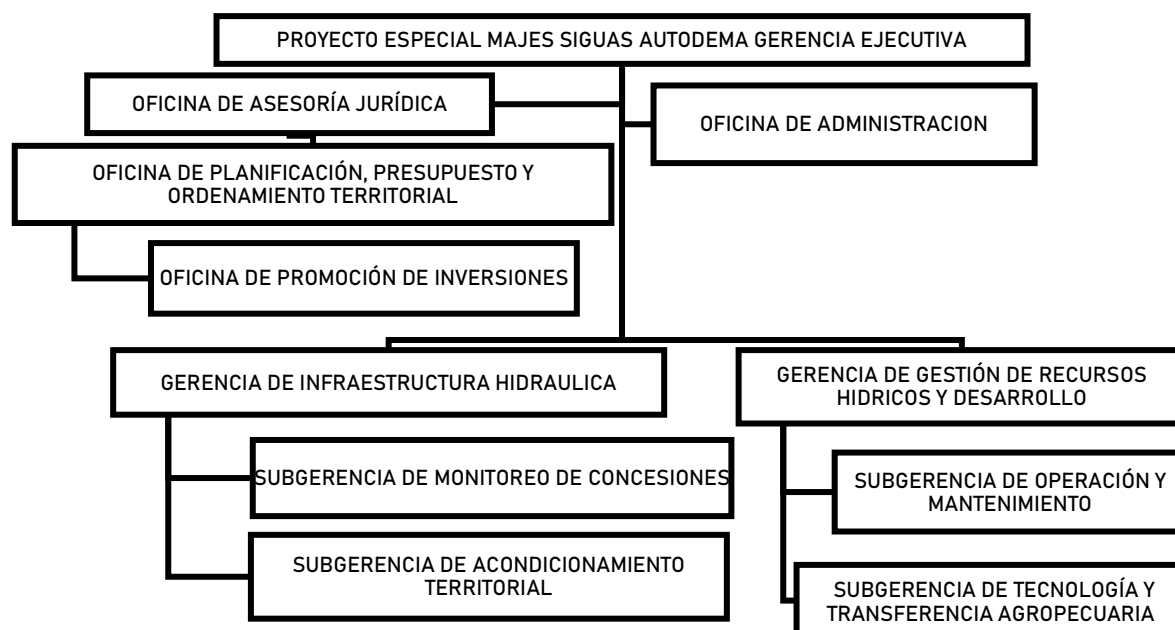 PROYECTO ESPECIAL MAJES SIGUAS AUTODEMA GERENCIA EJECUTIVA
OFICINA DE ASESORÍA JURÍDICA
OFICINA DE ADMINISTRACION
OFICINA DE PLANIFICACIÓN, PRESUPUESTO Y
ORDENAMIENTO TERRITORIAL
OFICINA DE PROMOCIÓN DE INVERSIONES
GERENCIA DE INFRAESTRUCTURA HIDRAULICA
SUBGERENCIA DE MONITOREO DE CONCESIONES
SUBGERENCIA DE ACONDICIONAMIENTO
TERRITORIAL
GERENCIA DE GESTIÓN DE RECURSOS
HIDRICOS Y DESARROLLO
SUBGERENCIA DE OPERACIÓN Y
MANTENIMIENTO
SUBGERENCIA DE TECNOLOGÍA Y
TRANSFERENCIA AGROPECUARIA